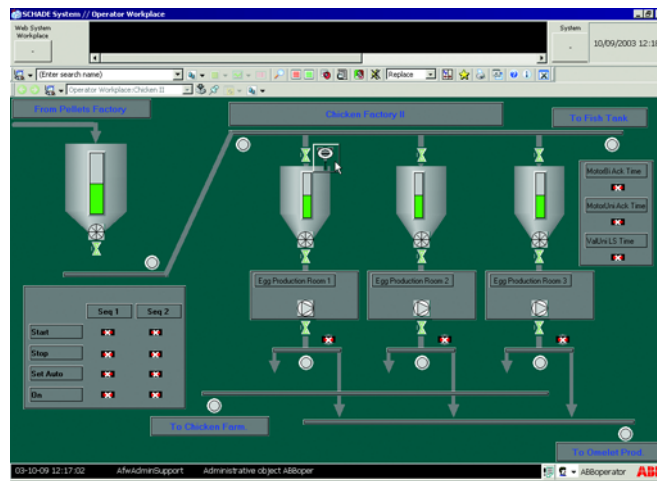 SCHADE System // Operator Workplace
Web System
Workplace
System
10/09/2003 12:18
(Enter search name)
Replace
Operator Workplace:Chicken II
From Pellets Factory
Chicken Factory II
To Fish Tank
MotorBi Ack Time
MotorUni Ack Time
ValUni LS Time
Egg Production Room 1
Egg Production Room 2
Egg Production Room 3
Seq 1
Seq 2
Start
Stop
Set Auto
On
To Chicken Farm
To Omelet Prod.
03-10-09 12:17:02
AfwAdminSupport
Administrative object ABBoper
ABBoperator
ABB